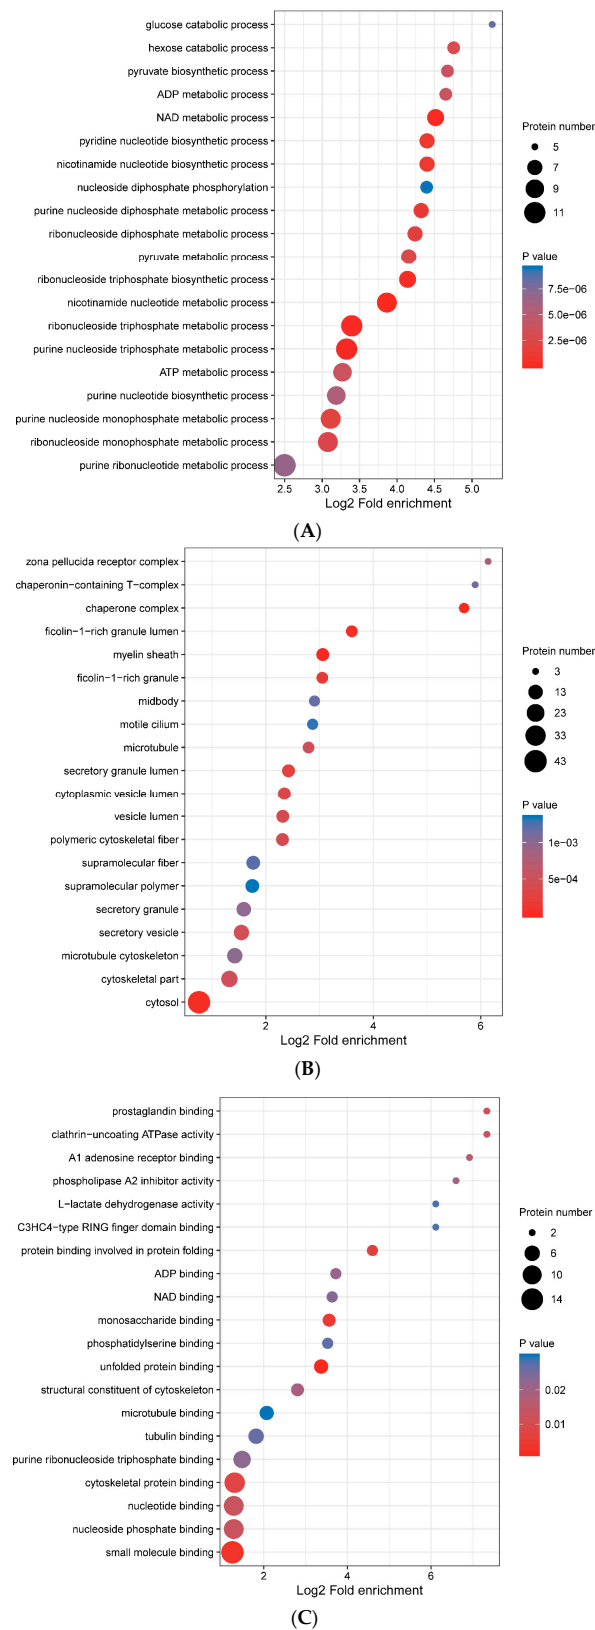 glucose catabolic process
hexose catabolic process
pyruvate biosynthetic process
ADP metabolic process
NAD metabolic process
pyridine nucleotide biosynthetic process
nicotinamide nucleotide biosynthetic process
nucleoside diphosphate phosphorylation
purine nucleoside diphosphate metabolic process
ribonucleoside diphosphate metabolic process
pyruvate metabolic process
ribonucleoside triphosphate biosynthetic process
nicotinamide nucleotide metabolic process
ribonucleoside triphosphate metabolic process
purine nucleoside triphosphate metabolic process
ATP metabolic process
purine nucleotide biosynthetic process
purine nucleoside monophosphate metabolic process
ribonucleoside monophosphate metabolic process
purine ribonucleotide metabolic process
2.5 3.0 3.5 4.0 4.5 5.0
Log2 Fold enrichment
Protein number
5
7
9
11
P value
7.5e−06
5.0e−06
2.5e−06
(A)
zona pellucida receptor complex
chaperonin−containing T−complex
chaperone complex
ficolin−1−rich granule lumen
myelin sheath
ficolin−1−rich granule
midbody
motile cilium
microtubule
secretory granule lumen
cytoplasmic vesicle lumen
vesicle lumen
polymeric cytoskeletal fiber
supramolecular fiber
supramolecular polymer
secretory granule
secretory vesicle
microtubule cytoskeleton
cytoskeletal part
cytosol
2 4 6
Log2 Fold enrichment
Protein number
3
13
23
33
43
P value
1e−03
5e−04
(B)
prostaglandin binding
clathrin−uncoating ATPase activity
A1 adenosine receptor binding
phospholipase A2 inhibitor activity
L−lactate dehydrogenase activity
C3HC4−type RING finger domain binding
protein binding involved in protein folding
ADP binding
NAD binding
monosaccharide binding
phosphatidylserine binding
unfolded protein binding
structural constituent of cytoskeleton
microtubule binding
tubulin binding
purine ribonucleoside triphosphate binding
cytoskeletal protein binding
nucleotide binding
nucleoside phosphate binding
small molecule binding
2 4 6
Log2 Fold enrichment
Protein number
2
6
10
14
P value
0.02
0.01
(C)